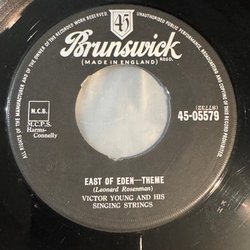 45
Brunswick
REGD.
(MADE IN ENGLAND)
N.C.B.
M.C.P.S.
Harms-
Connelly
45-05579
EAST OF EDEN—THEME
(Leonard Rosenman)
VICTOR YOUNG AND HIS
SINGING STRINGS